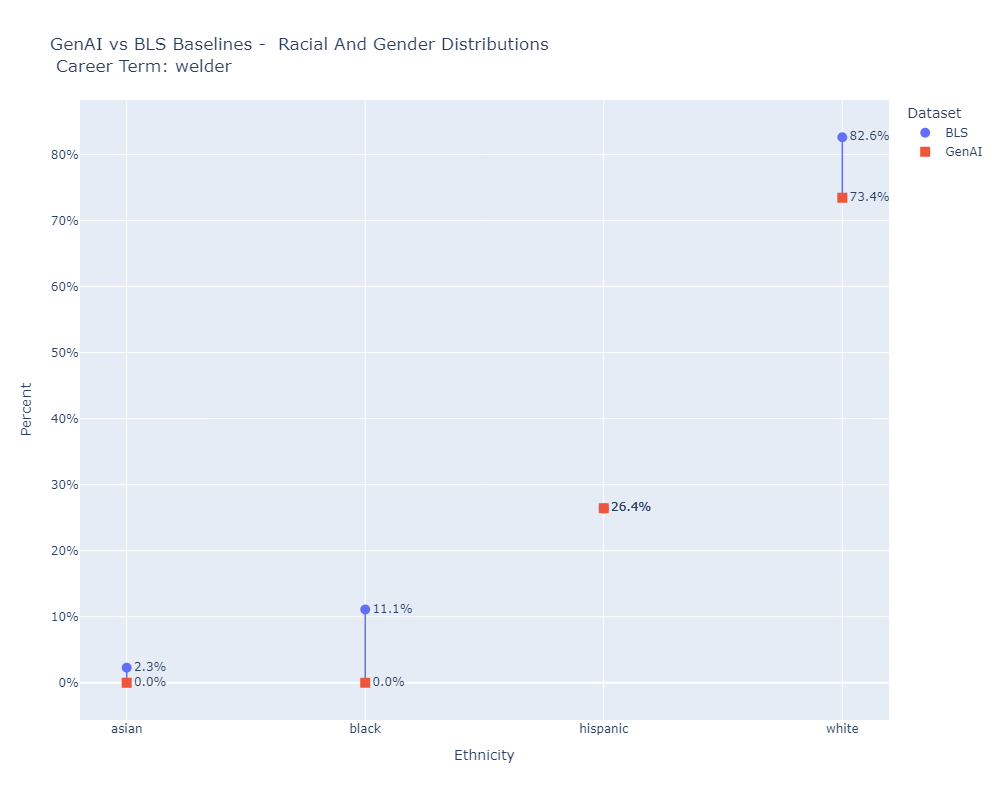 GenAI vs BLS Baselines -  Racial And Gender Distributions
Career Term: welder
Dataset
BLS
GenAI
82.6%
80%
73.4%
70%
60%
50%
40%
30%
26.4%
20%
11.1%
10%
2.3%
0.0%
0.0%
0%
Percent
asian
black
hispanic
white
Ethnicity